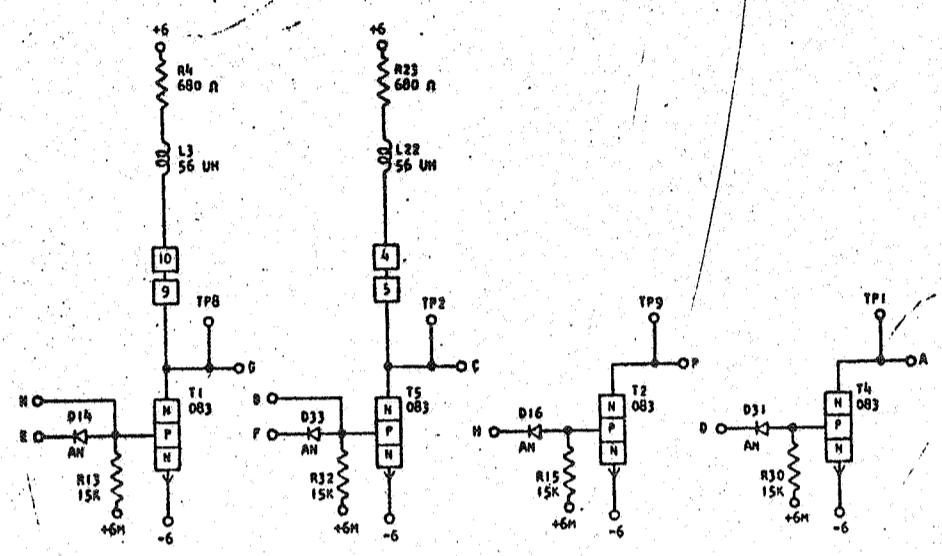 +6
R4
680 Ω
L3
56 UH
10
9
TP8
G
T1
083
N
P
N
D14
AN
R13
15K
+6M
-6
+6
R23
680 Ω
L22
56 UH
4
5
TP2
C
T5
083
N
P
N
F
D33
AN
R32
15K
+6M
-6
TP9
P
T2
083
N
P
N
D16
AN
R15
15K
+6M
-6
TP1
A
T4
083
N
P
N
D
D31
AN
R30
15K
+6M
-6